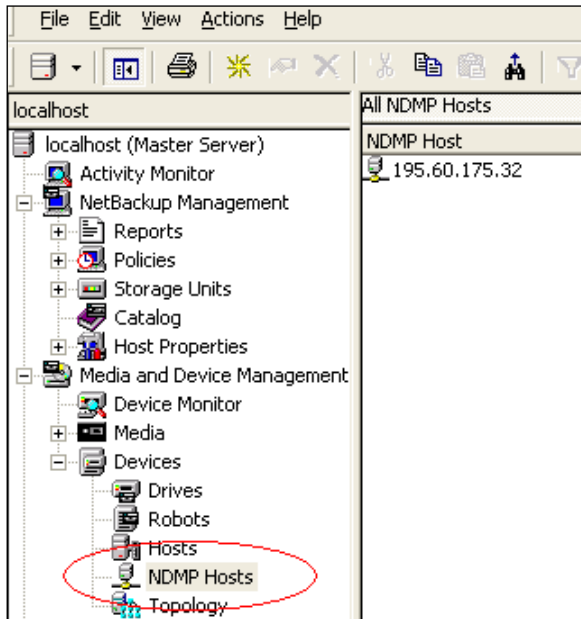 File Edit View Actions Help
localhost
All NDMP Hosts
localhost (Master Server)
NDMP Host
Activity Monitor
195.60.175.32
NetBackup Management
Reports
Policies
Storage Units
Catalog
Host Properties
Media and Device Management
Device Monitor
Media
Devices
Drives
Robots
Hosts
NDMP Hosts
Topology